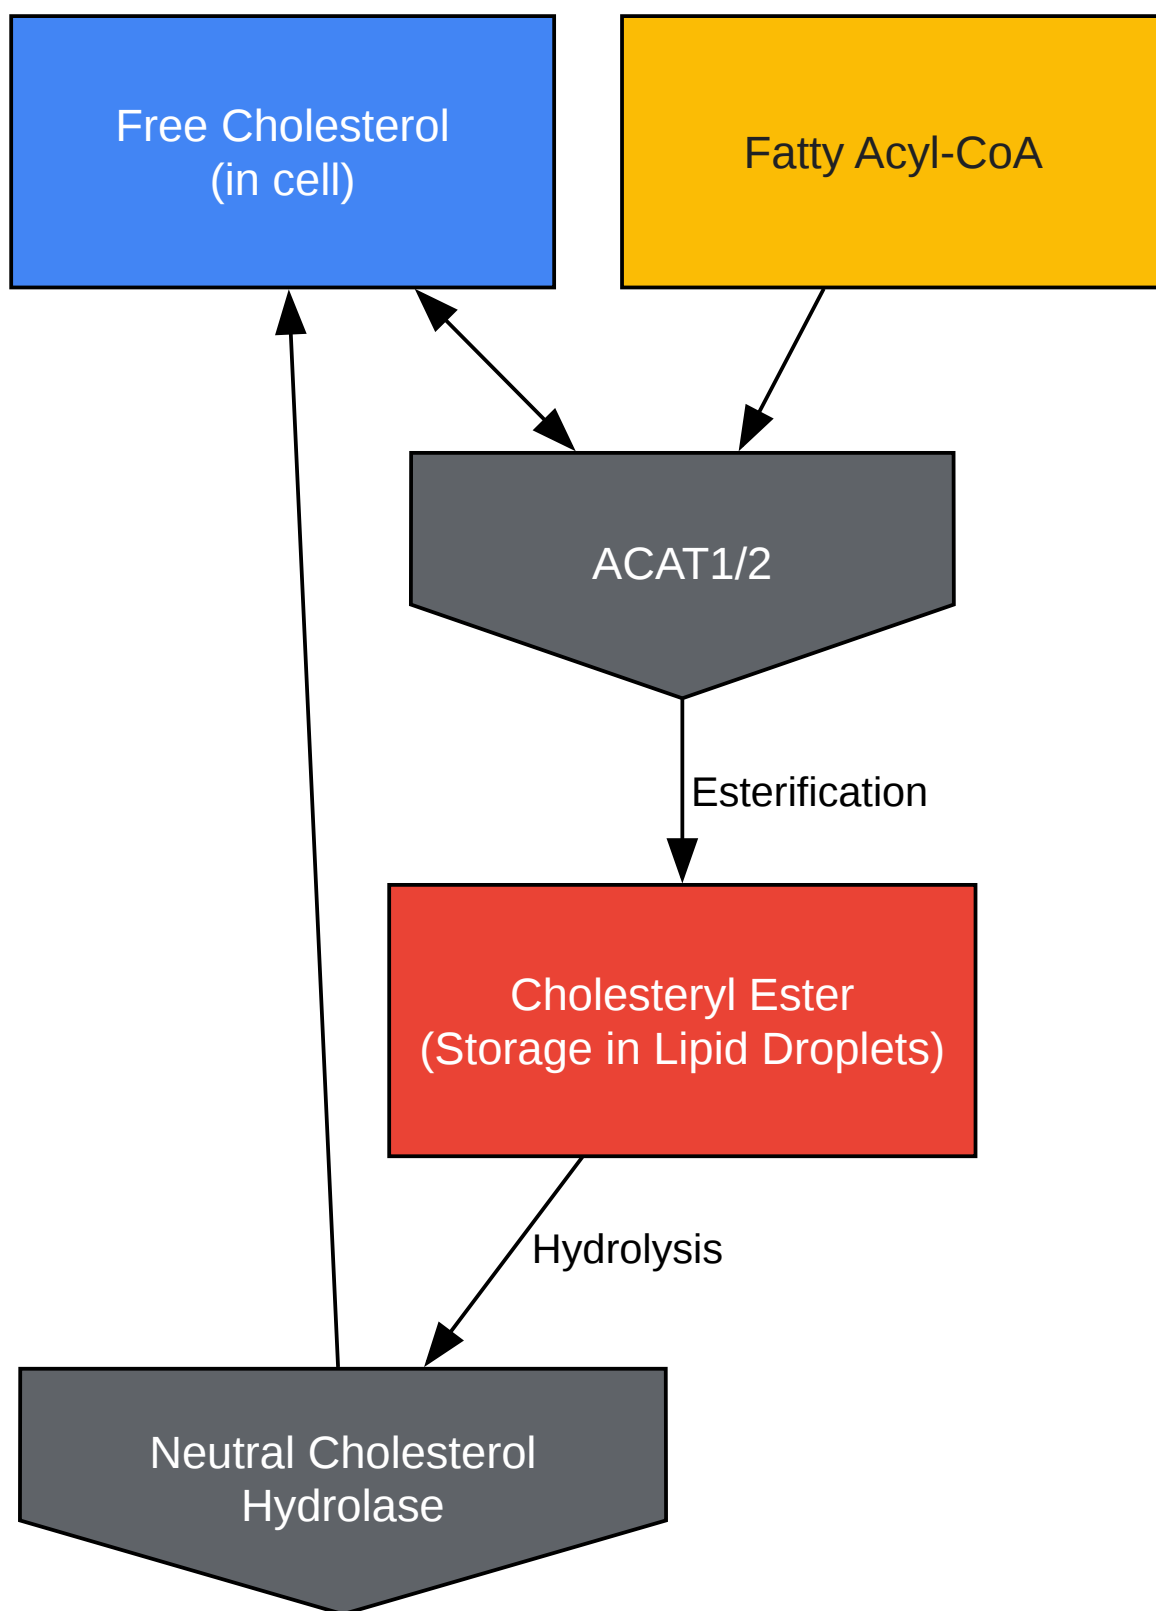 Free Cholesterol
(in cell)
Fatty Acyl-CoA
ACAT1/2
Esterification
Cholesteryl Ester
(Storage in Lipid Droplets)
Hydrolysis
Neutral Cholesterol
Hydrolase